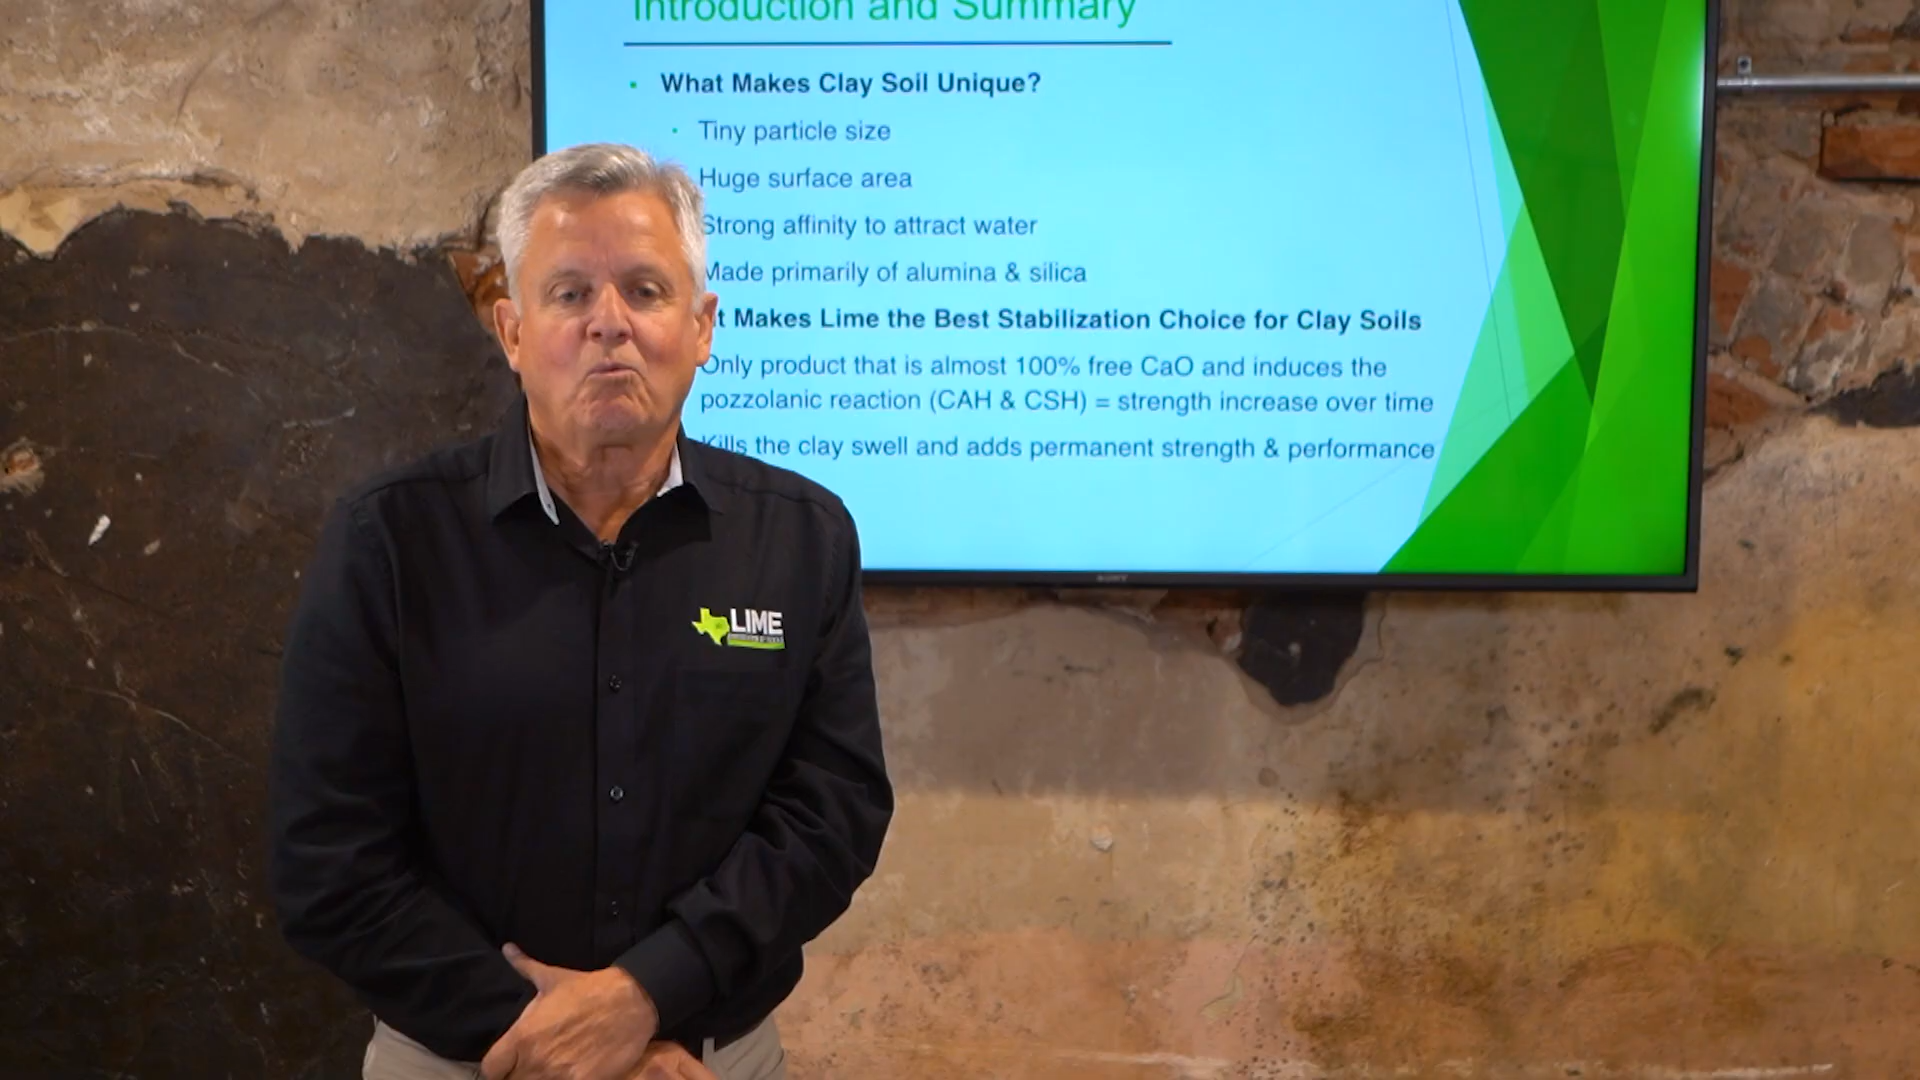 Introduction and Summary
What Makes Clay Soil Unique?
Tiny particle size
Huge surface area
Strong affinity to attract water
Made primarily of alumina & silica
Makes Lime the Best Stabilization Choice for Clay Soils
Only product that is almost 100% free CaO and induces the
pozzolanic reaction (CAH & CSH) = strength increase over time
Kills the clay swell and adds permanent strength & performance
SONY
LIME